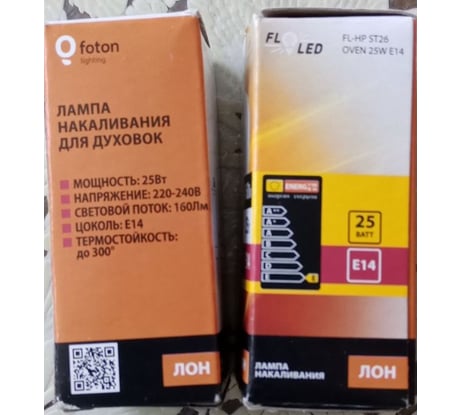 foton
lighting
ЛАМПА
НАКАЛИВАНИЯ
ДЛЯ ДУХОВОК
МОЩНОСТЬ: 25Вт
НАПРЯЖЕНИЕ: 220-240В
СВЕТОВОЙ ПОТОК: 160Лм
ЦОКОЛЬ: E14
ТЕРМОСТОЙКОСТЬ:
до 300°
ЛОН
FL LED
FL-HP ST26
OVEN 25W E14
ENERG
25
ВАТТ
E14
ЛАМПА
НАКАЛИВАНИЯ
ЛОН